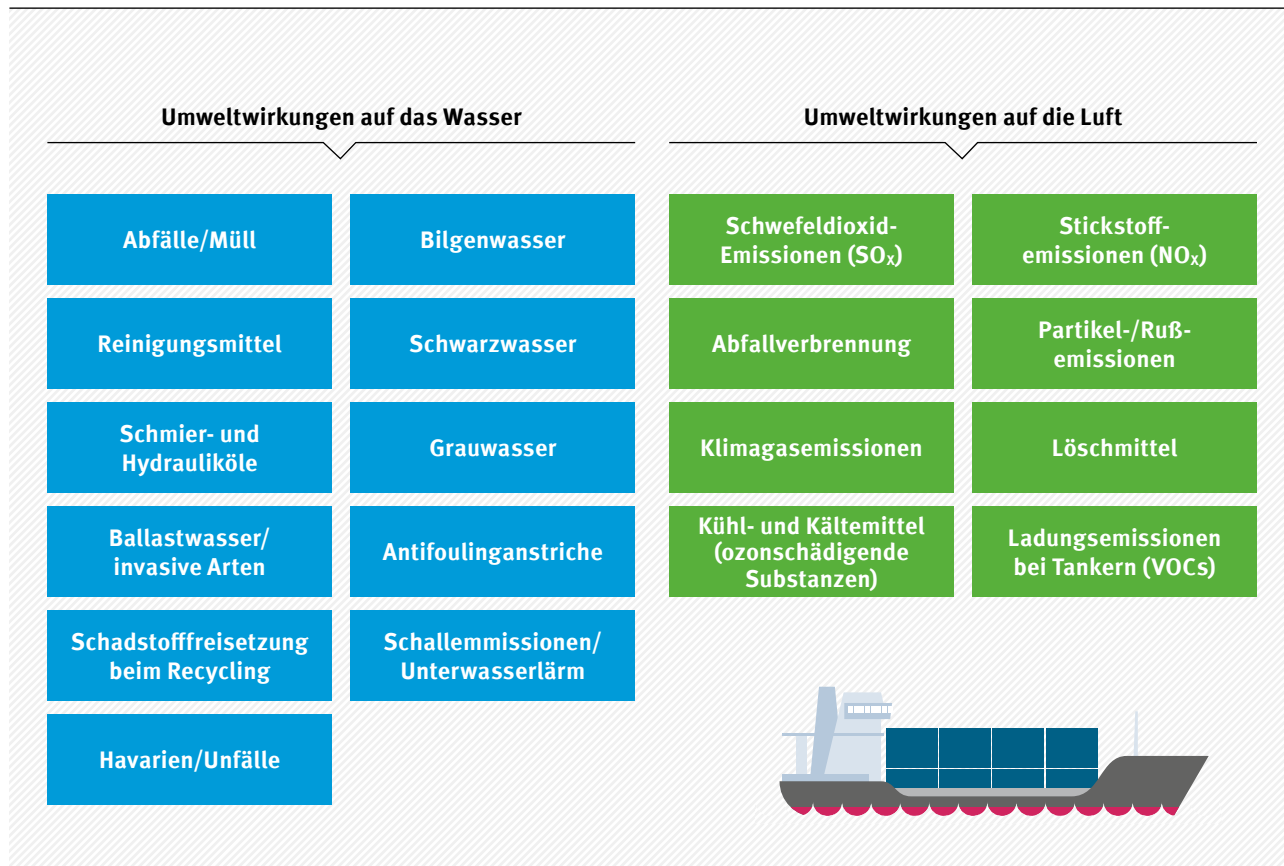 Umweltwirkungen auf das Wasser
Abfälle/Müll
Bilgenwasser
Reinigungsmittel
Schwarzwasser
Schmier- und
Hydrauliköle
Grauwasser
Ballastwasser/
invasive Arten
Antifoulinganstriche
Schadstofffreisetzung
beim Recycling
Schallemmissionen/
Unterwasserlärm
Havarien/Unfälle
Umweltwirkungen auf die Luft
Schwefeldioxid-
Emissionen (SOₓ)
Stickstoff-
emissionen (NOₓ)
Abfallverbrennung
Partikel-/Ruß-
emissionen
Klimagasemissionen
Löschmittel
Kühl- und Kältemittel
(ozonschädigende
Substanzen)
Ladungsemissionen
bei Tankern (VOCs)